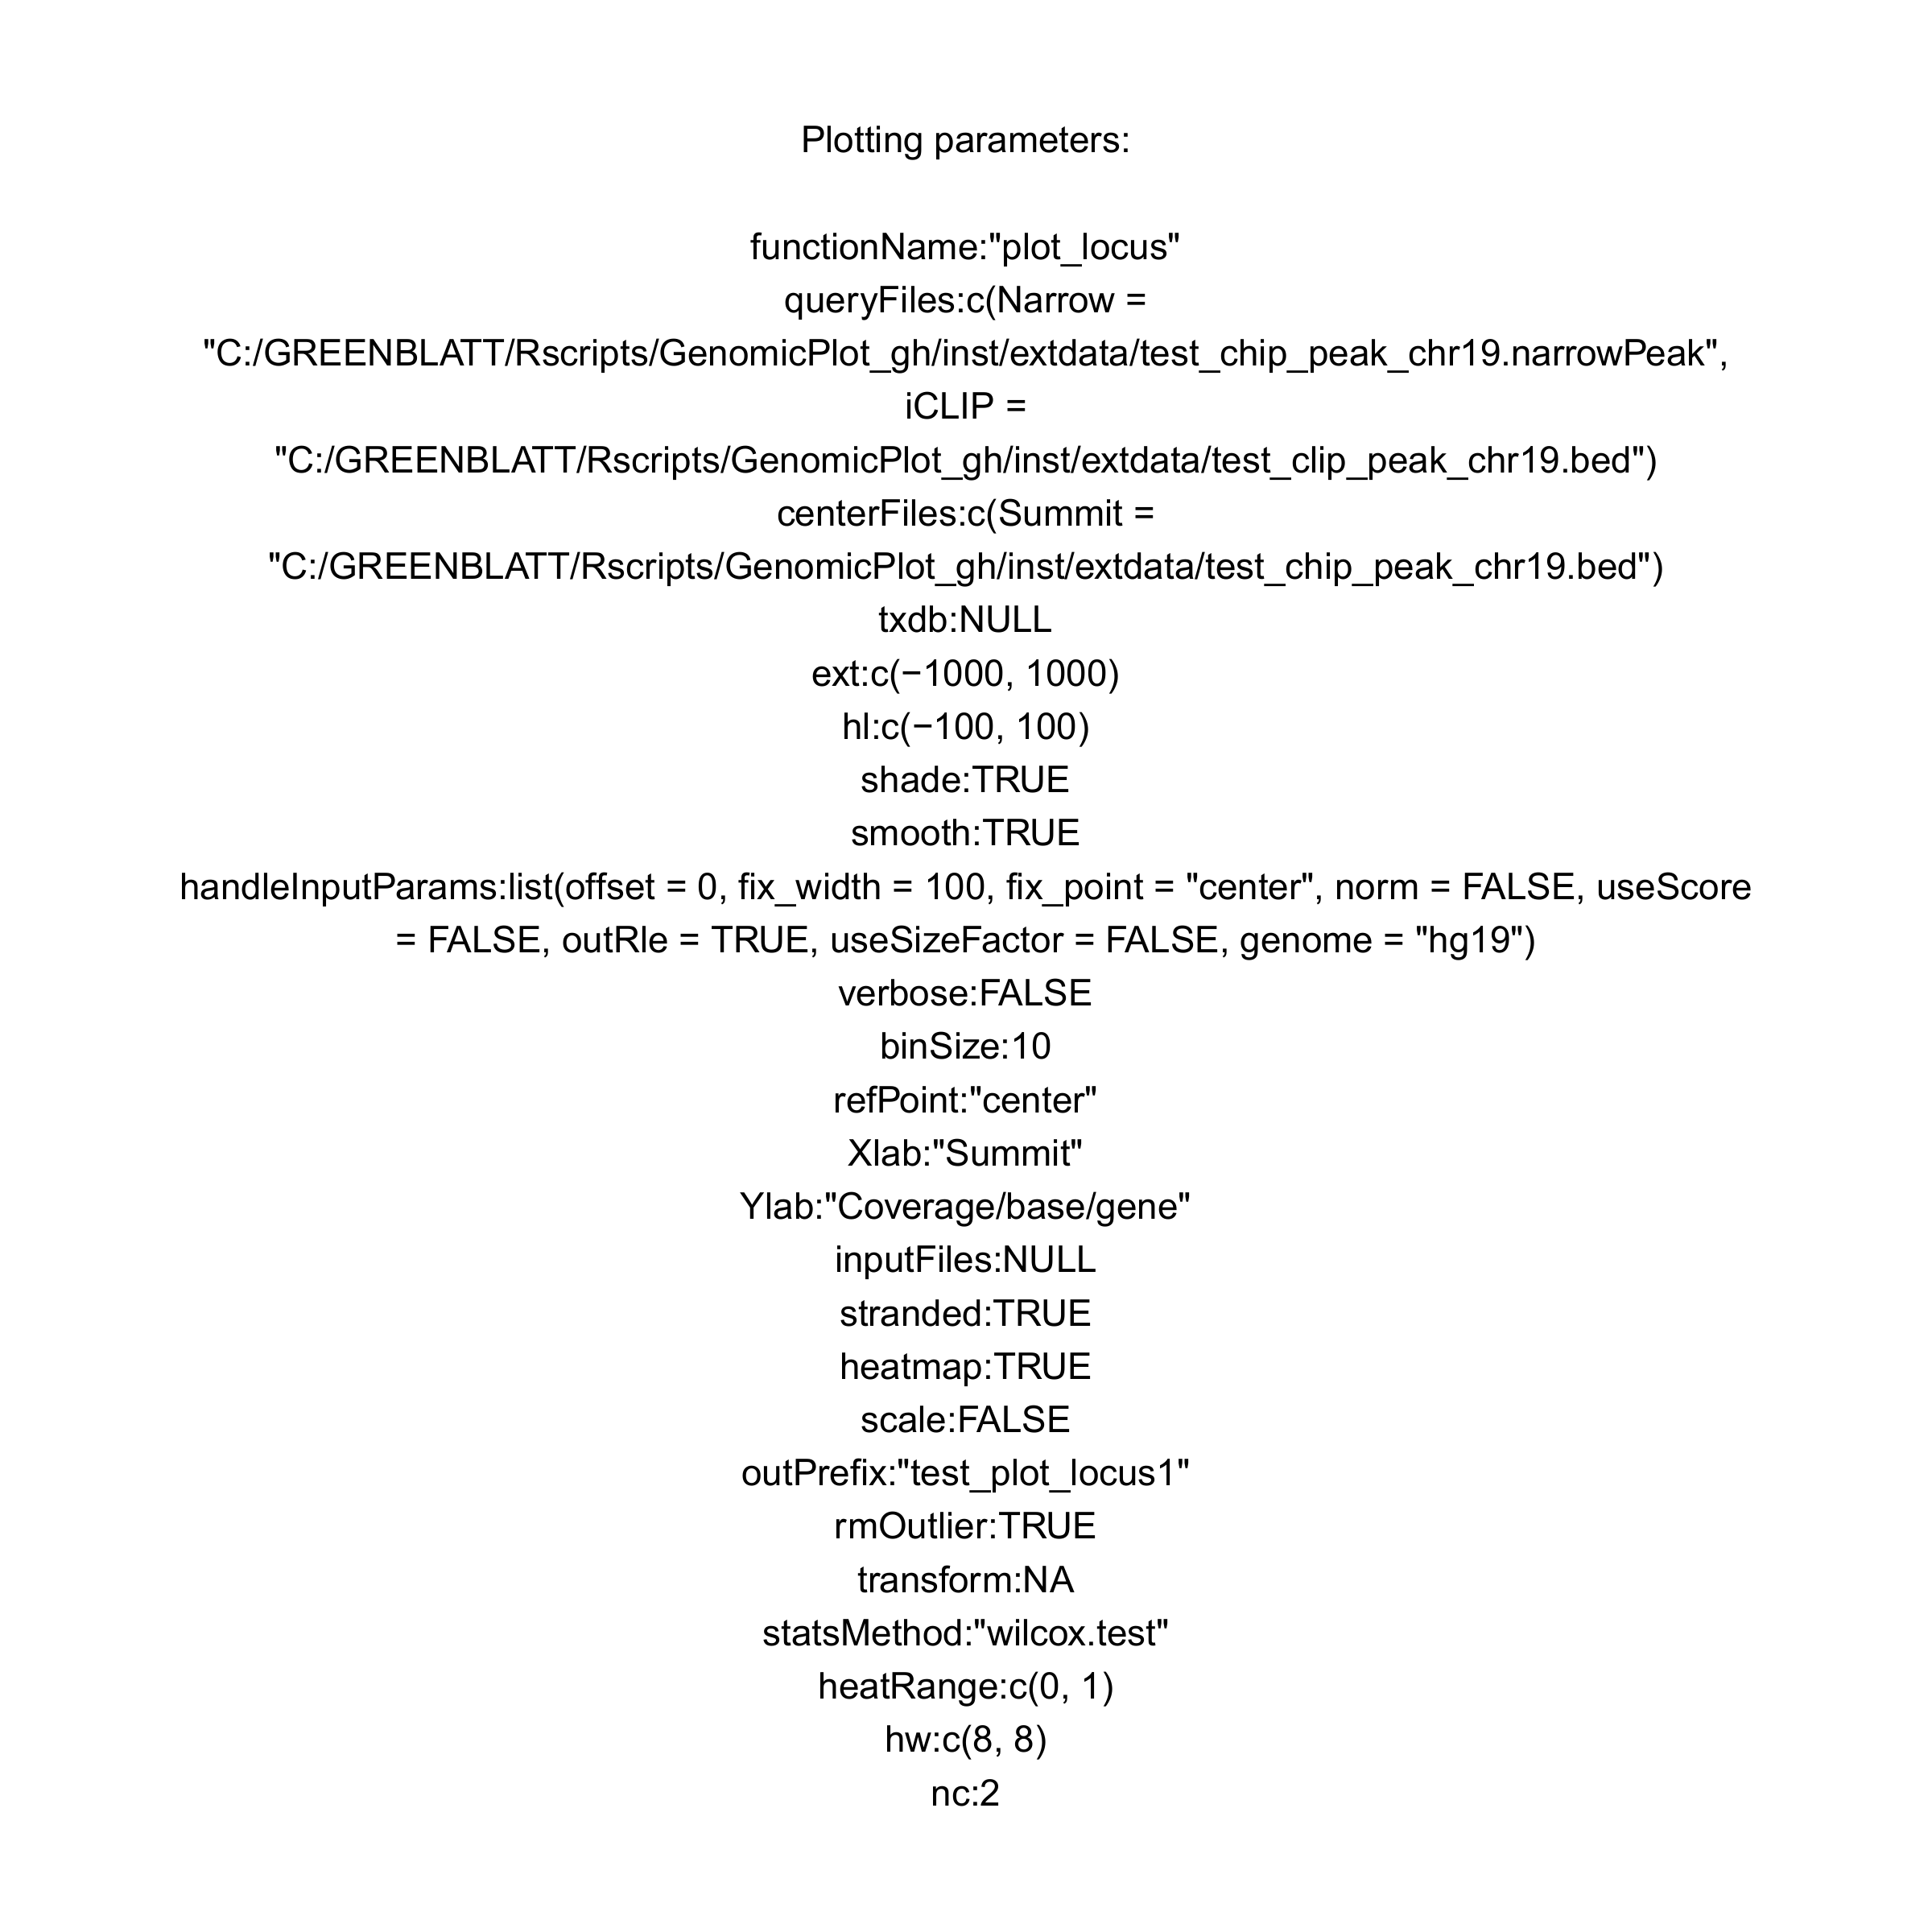 Plotting parameters:
functionName:"plot_locus"
queryFiles:c(Narrow =
"C:/GREENBLATT/Rscripts/GenomicPlot_gh/inst/extdata/test_chip_peak_chr19.narrowPeak",
iCLIP =
"C:/GREENBLATT/Rscripts/GenomicPlot_gh/inst/extdata/test_clip_peak_chr19.bed")
centerFiles:c(Summit =
"C:/GREENBLATT/Rscripts/GenomicPlot_gh/inst/extdata/test_chip_peak_chr19.bed")
txdb:NULL
ext:c(−1000, 1000)
hl:c(−100, 100)
shade:TRUE
smooth:TRUE
handleInputParams:list(offset = 0, fix_width = 100, fix_point = "center", norm = FALSE, useScore
= FALSE, outRle = TRUE, useSizeFactor = FALSE, genome = "hg19")
verbose:FALSE
binSize:10
refPoint:"center"
Xlab:"Summit"
Ylab:"Coverage/base/gene"
inputFiles:NULL
stranded:TRUE
heatmap:TRUE
scale:FALSE
outPrefix:"test_plot_locus1"
rmOutlier:TRUE
transform:NA
statsMethod:"wilcox.test"
heatRange:c(0, 1)
hw:c(8, 8)
nc:2